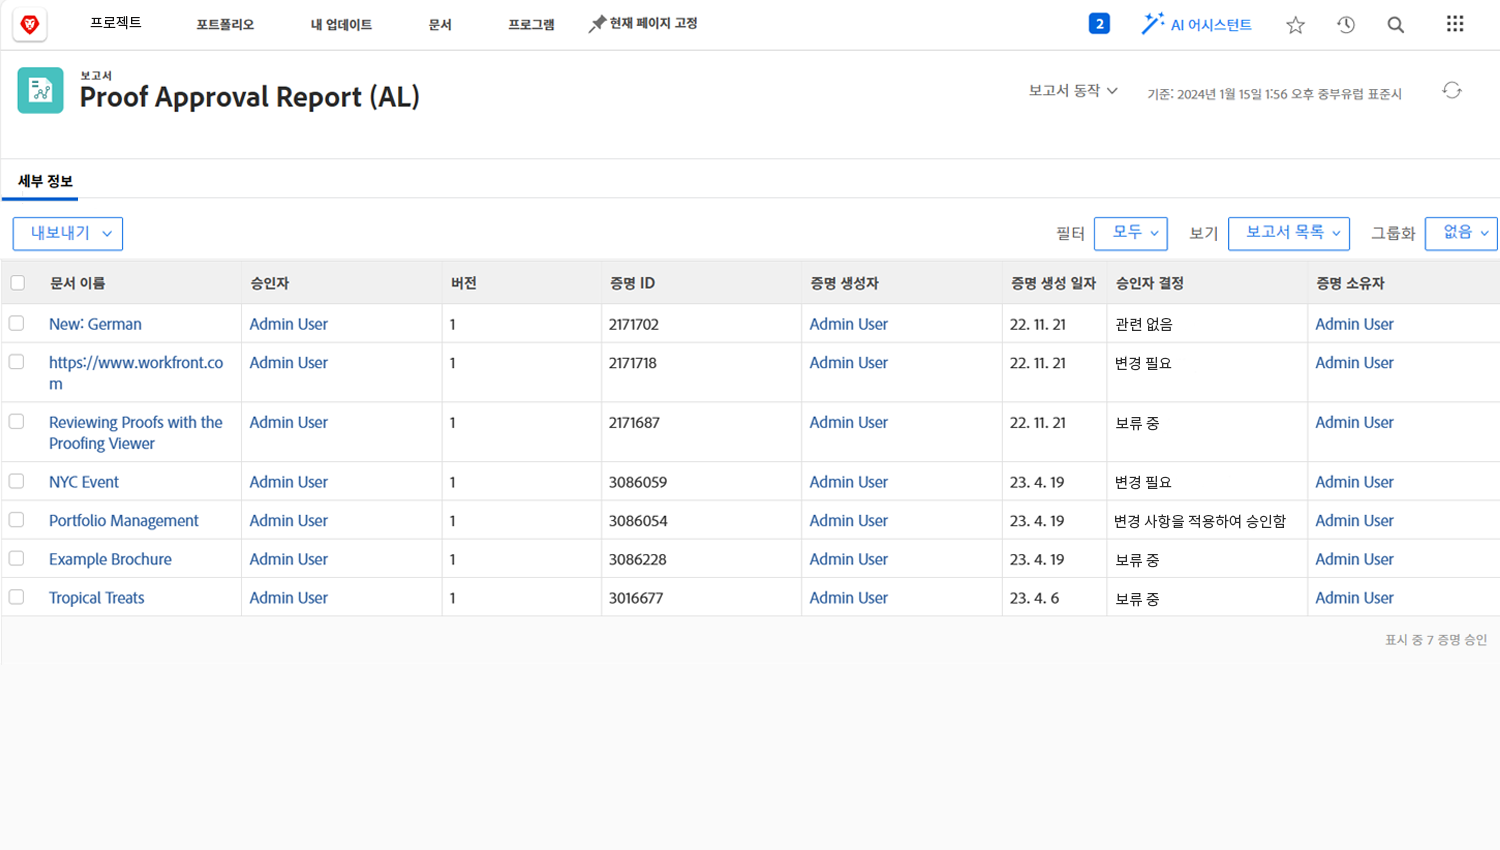 프로젝트 포트폴리오 내 업데이트 문서 프로그램 현재 페이지 고정 2 AI 어시스턴트
보고서
Proof Approval Report (AL)
보고서 동작 기준: 2024년 1월 15일 1:56 오후 중부유럽 표준시
세부 정보
내보내기 필터 모두 보기 보고서 목록 그룹화 없음
문서 이름 승인자 버전 증명 ID 증명 생성자 증명 생성 일자 승인자 결정 증명 소유자
New: German Admin User 1 2171702 Admin User 22. 11. 21 관련 없음 Admin User
https://www.workfront.co Admin User 1 2171718 Admin User 22. 11. 21 변경 필요 Admin User
m
Reviewing Proofs with the Admin User 1 2171687 Admin User 22. 11. 21 보류 중 Admin User
Proofing Viewer
NYC Event Admin User 1 3086059 Admin User 23. 4. 19 변경 필요 Admin User
Portfolio Management Admin User 1 3086054 Admin User 23. 4. 19 변경 사항을 적용하여 승인함 Admin User
Example Brochure Admin User 1 3086228 Admin User 23. 4. 19 보류 중 Admin User
Tropical Treats Admin User 1 3016677 Admin User 23. 4. 6 보류 중 Admin User
표시 중 7 증명 승인